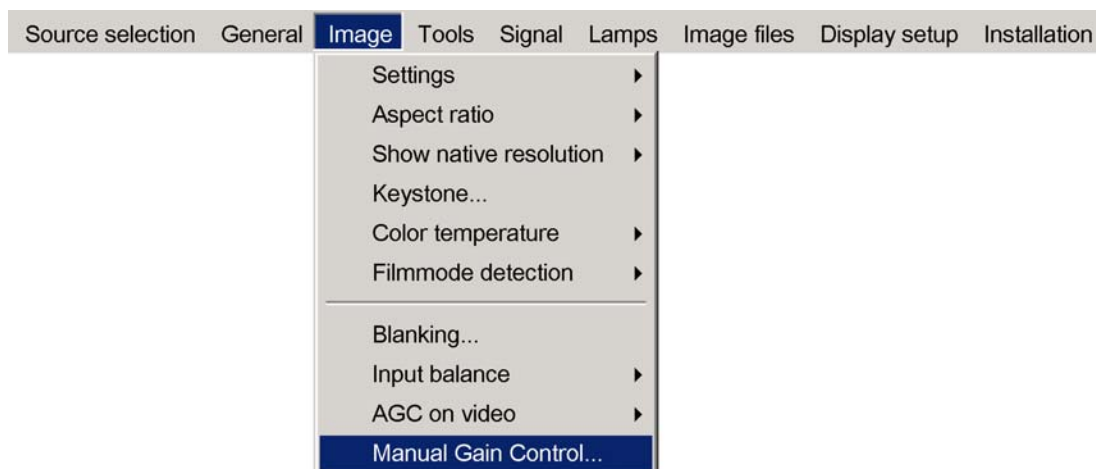 Source selection General Image Tools Signal Lamps Image files Display setup Installation
Settings
Aspect ratio
Show native resolution
Keystone...
Color temperature
Filmmode detection
Blanking...
Input balance
AGC on video
Manual Gain Control...